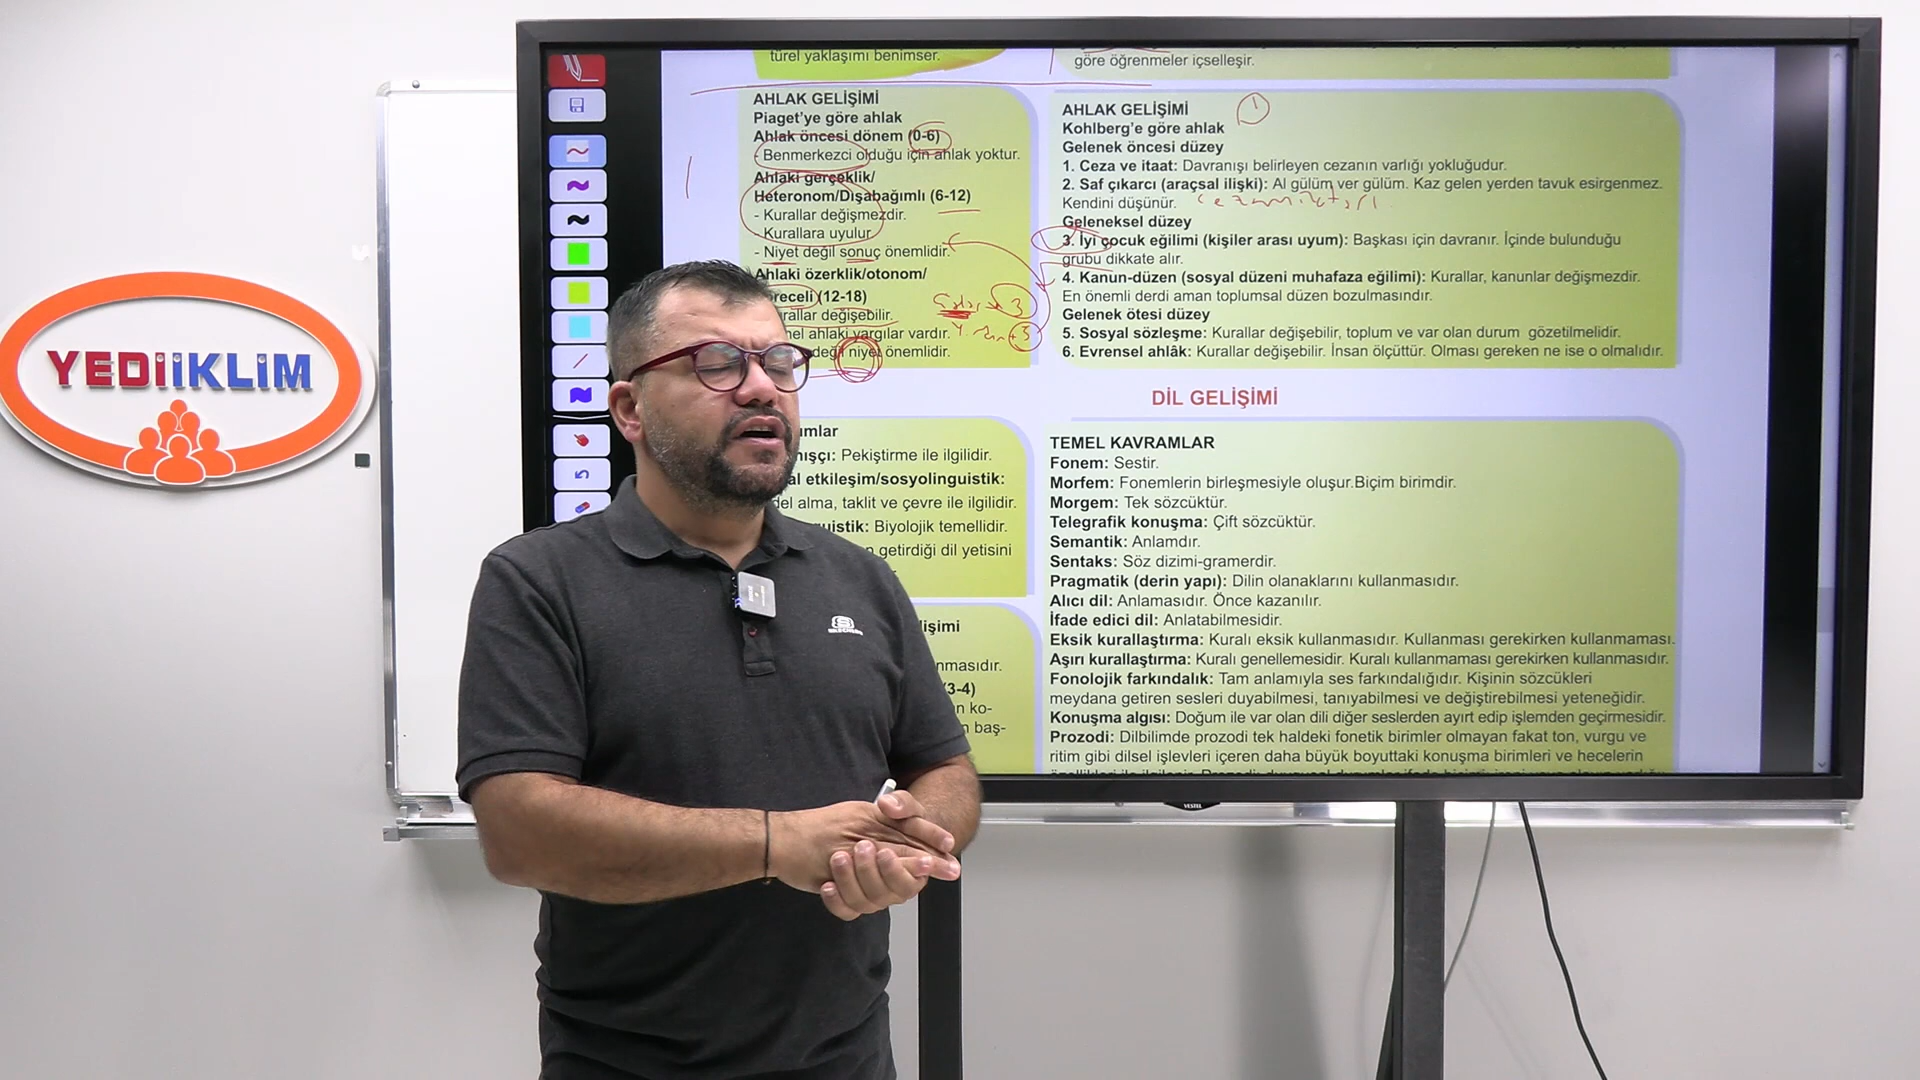 YEDİİKLİM
türel yaklaşımı benimser.
AHLAK GELİŞİMİ
Piaget'ye göre ahlak
Ahlak öncesi dönem (0-6)
- Benmerkezci olduğu için ahlak yoktur.
Ahlaki gerçeklik/
Heteronom/Dışabağımlı (6-12)
- Kurallar değişmezdir.
- Kurallara uyulur
- Niyet değil sonuç önemlidir.
Ahlaki özerklik/otonom/
(12-18)
değişebilir.
ahlaki yargılar vardır.
niyet önemlidir.
göre öğrenmeler içselleşir.
AHLAK GELİŞİMİ
1
Kohlberg'e göre ahlak
Gelenek öncesi düzey
1. Ceza ve itaat: Davranışı belirleyen cezanın varlığı yokluğudur.
2. Saf çıkarcı (araçsal ilişki): Al gülüm ver gülüm. Kaz gelen yerden tavuk esirgenmez.
Kendini düşünür.
Geleneksel düzey
3. İyi çocuk eğilimi (kişiler arası uyum): Başkası için davranır. İçinde bulunduğu
grubu dikkate alır.
4. Kanun-düzen (sosyal düzeni muhafaza eğilimi): Kurallar, kanunlar değişmezdir.
En önemli derdi aman toplumsal düzen bozulmasındır.
Gelenek ötesi düzey
5. Sosyal sözleşme: Kurallar değişebilir, toplum ve var olan durum gözetilmelidir.
6. Evrensel ahlâk: Kurallar değişebilir. İnsan ölçüttür. Olması gereken ne ise o olmalıdır.
3
3
DİL GELİŞİMİ
Pekiştirme ile ilgilidir.
etkileşim/sosyolinguistik:
alma, taklit ve çevre ile ilgilidir.
Biyolojik temellidir.
getirdiği dil yetisini
(3-4)
TEMEL KAVRAMLAR
Fonem: Sestir.
Morfem: Fonemlerin birleşmesiyle oluşur.Biçim birimdir.
Morgem: Tek sözcüktür.
Telegrafik konuşma: Çift sözcüktür.
Semantik: Anlamdır.
Sentaks: Söz dizimi-gramerdir.
Pragmatik (derin yapı): Dilin olanaklarını kullanmasıdır.
Alıcı dil: Anlamasıdır. Önce kazanılır.
İfade edici dil: Anlatabilmesidir.
Eksik kurallaştırma: Kuralı eksik kullanmasıdır. Kullanması gerekirken kullanmaması.
Aşırı kurallaştırma: Kuralı genellemesidir. Kuralı kullanmaması gerekirken kullanmasıdır.
Fonolojik farkındalık: Tam anlamıyla ses farkındalığıdır. Kişinin sözcükleri
meydana getiren sesleri duyabilmesi, tanıyabilmesi ve değiştirebilmesi yeteneğidir.
Konuşma algısı: Doğum ile var olan dili diğer seslerden ayırt edip işlemden geçirmesidir.
Prozodi: Dilbilimde prozodi tek haldeki fonetik birimler olmayan fakat ton, vurgu ve
ritim gibi dilsel işlevleri içeren daha büyük boyuttaki konuşma birimleri ve hecelerin
VESTEL